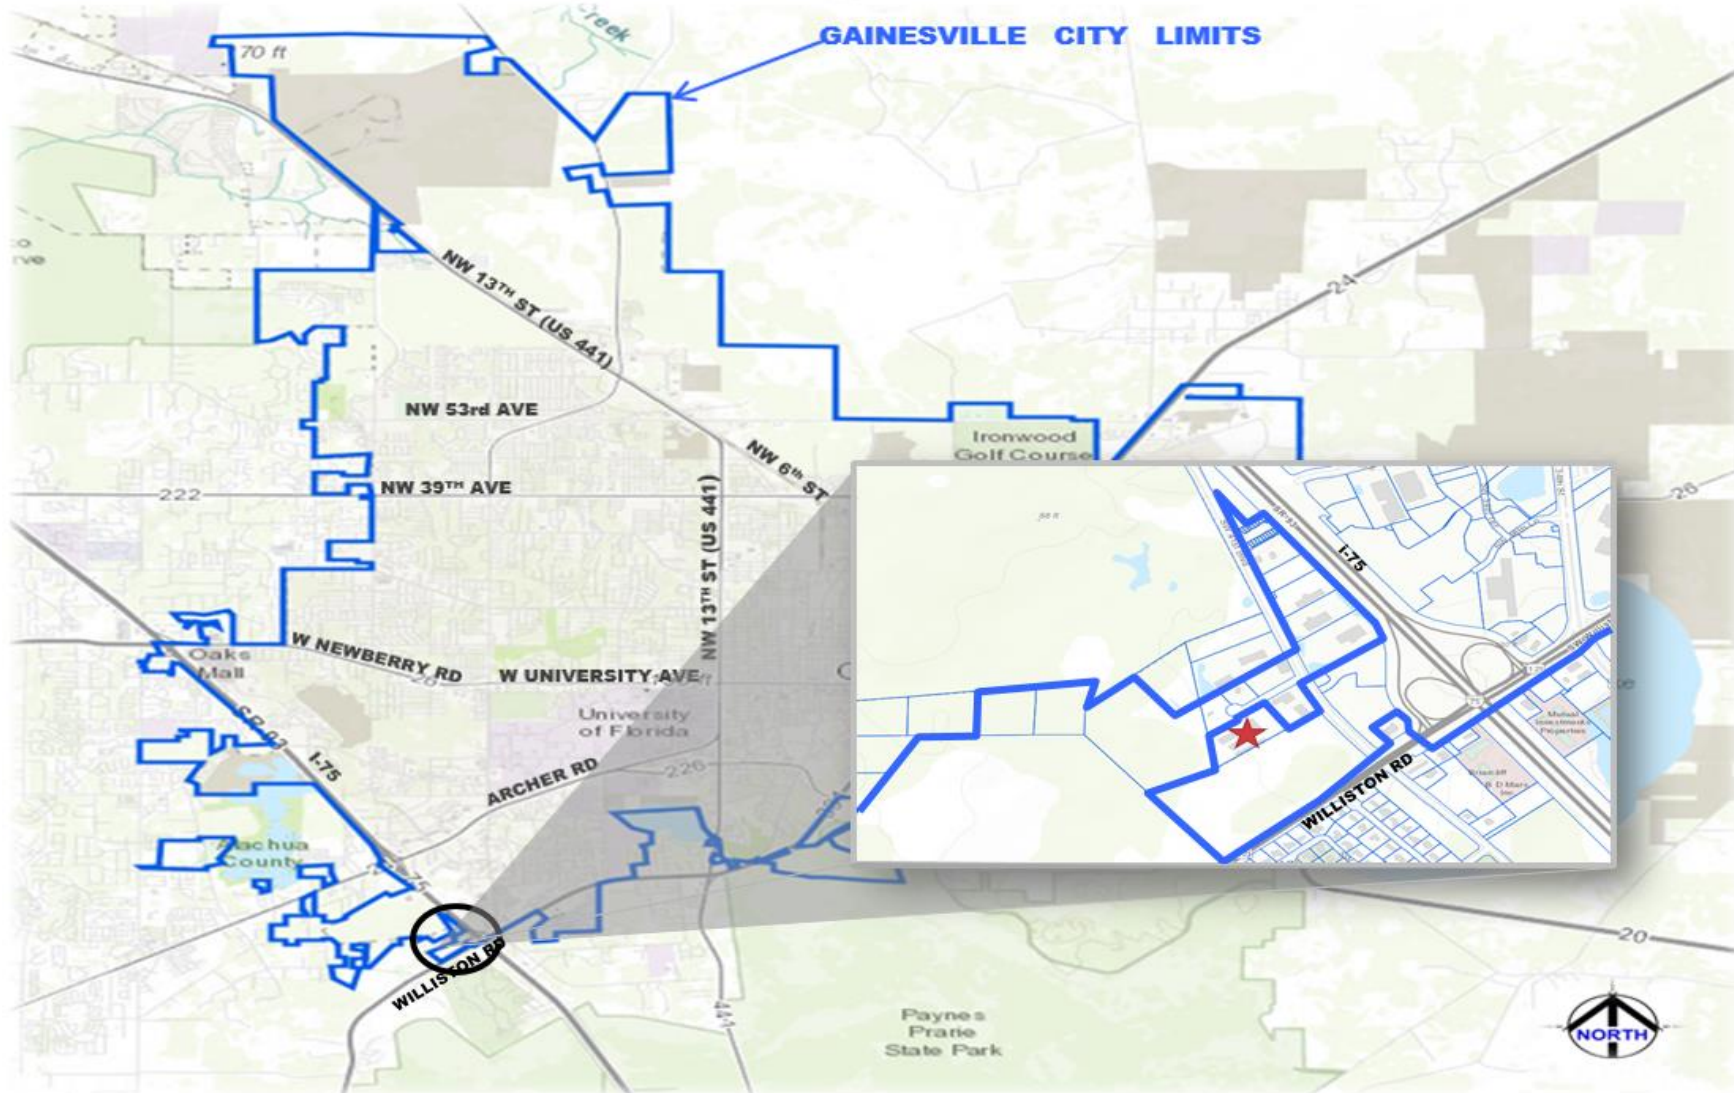 Creek
GAINESVILLE CITY LIMITS
70 ft
24
NW 13TH ST (US 441)
NW 53rd AVE
Ironwood
Golf Course
NW 6th ST
222
NW 39TH AVE
26
NW 13TH ST (US 441)
I-75
Oaks
Mall
W NEWBERRY RD
W UNIVERSITY AVE
University
of Florida
SR 93
I-75
ARCHER RD
226
WILLISTON RD
Alachua
County
75
WILLISTON RD
441
20
Paynes
Prarie
State Park
NORTH